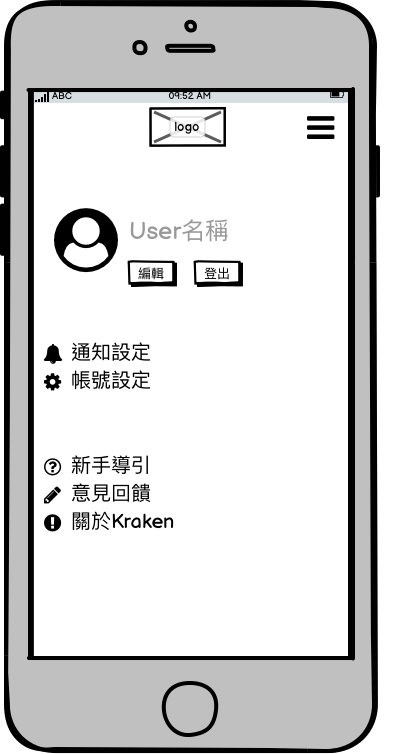 ABC 09:52 AM
logo
User名稱
編輯 登出
通知設定
帳號設定
新手導引
意見回饋
關於Kraken